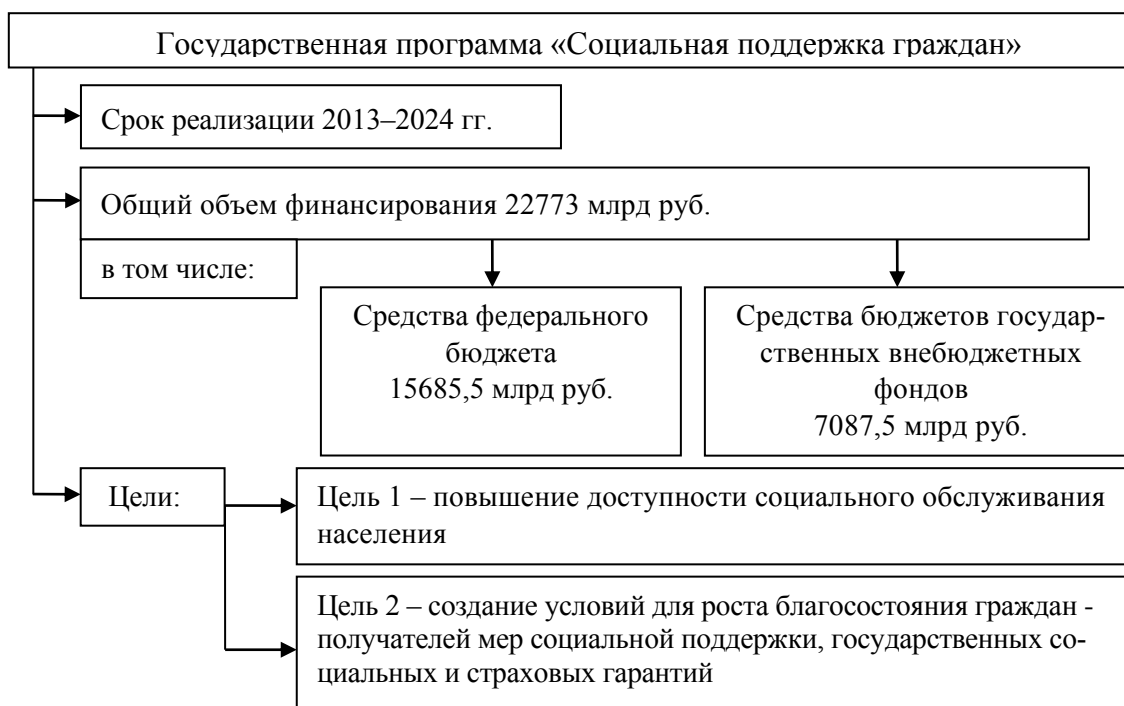 Государственная программа «Социальная поддержка граждан»
Срок реализации 2013–2024 гг.
Общий объем финансирования 22773 млрд руб.
в том числе:
Средства федерального
бюджета
15685,5 млрд руб.
Средства бюджетов государ-
ственных внебюджетных
фондов
7087,5 млрд руб.
Цели:
Цель 1 – повышение доступности социального обслуживания
населения
Цель 2 – создание условий для роста благосостояния граждан -
получателей мер социальной поддержки, государственных со-
циальных и страховых гарантий